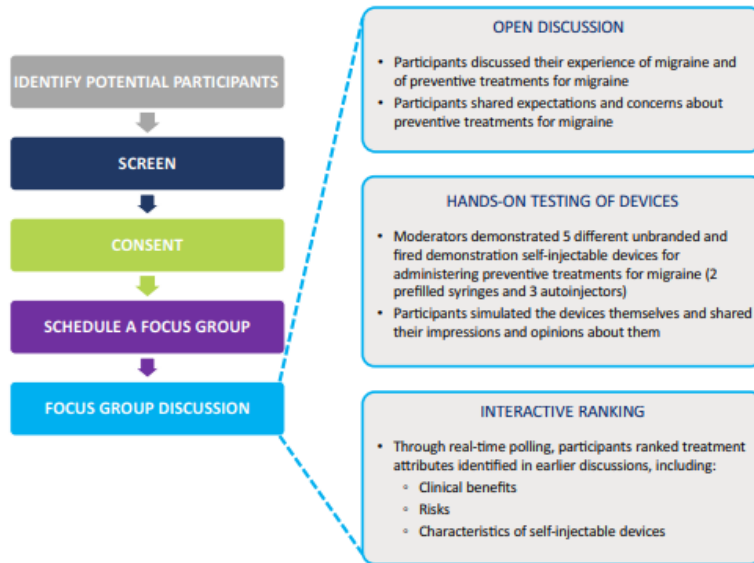 IDENTIFY POTENTIAL PARTICIPANTS
SCREEN
CONSENT
SCHEDULE A FOCUS GROUP
FOCUS GROUP DISCUSSION
OPEN DISCUSSION
• Participants discussed their experience of migraine and
of preventive treatments for migraine
• Participants shared expectations and concerns about
preventive treatments for migraine
HANDS-ON TESTING OF DEVICES
• Moderators demonstrated 5 different unbranded and
fired demonstration self-injectable devices for
administering preventive treatments for migraine (2
prefilled syringes and 3 autoinjectors)
• Participants simulated the devices themselves and shared
their impressions and opinions about them
INTERACTIVE RANKING
• Through real-time polling, participants ranked treatment
attributes identified in earlier discussions, including:
◦ Clinical benefits
◦ Risks
◦ Characteristics of self-injectable devices